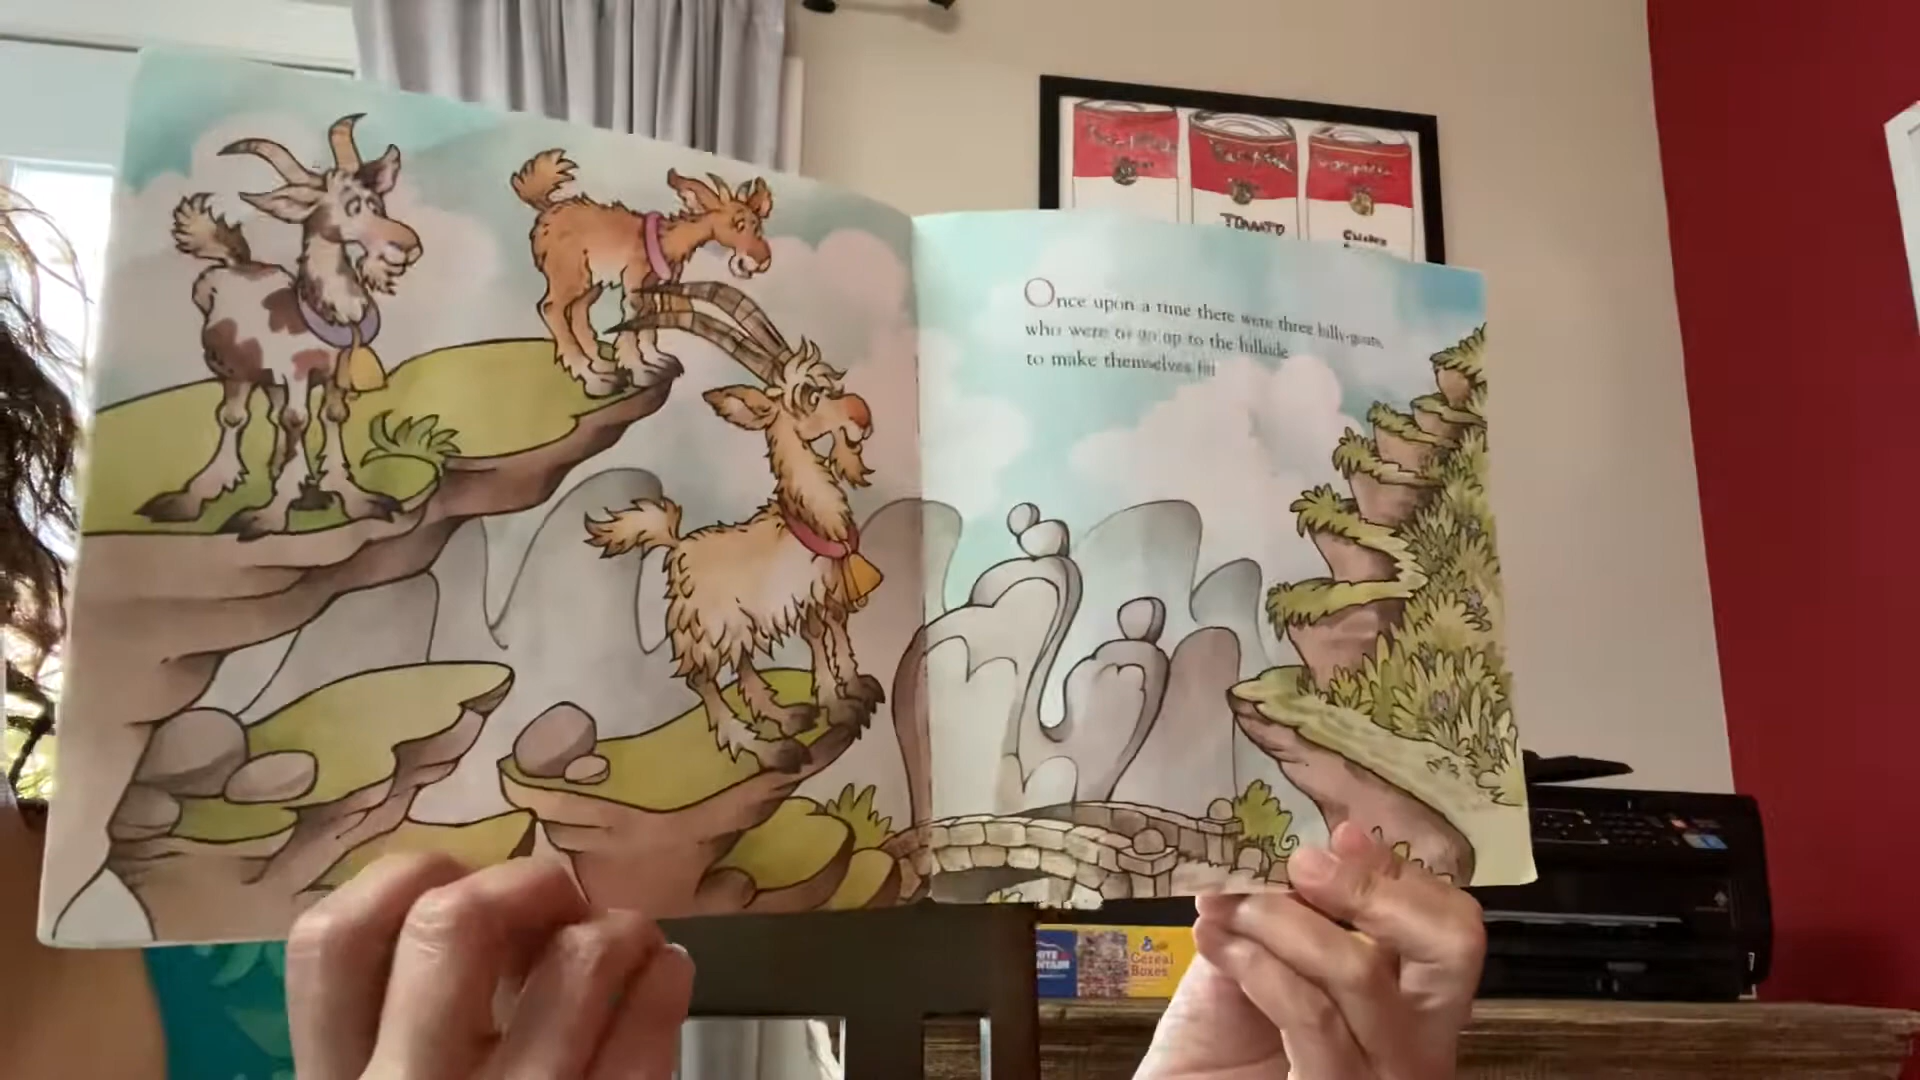 TOMATO
Once upon a time there were three billy-goats,
who were to go up to the hillside
to make themselves fat
Cereal
Boxes